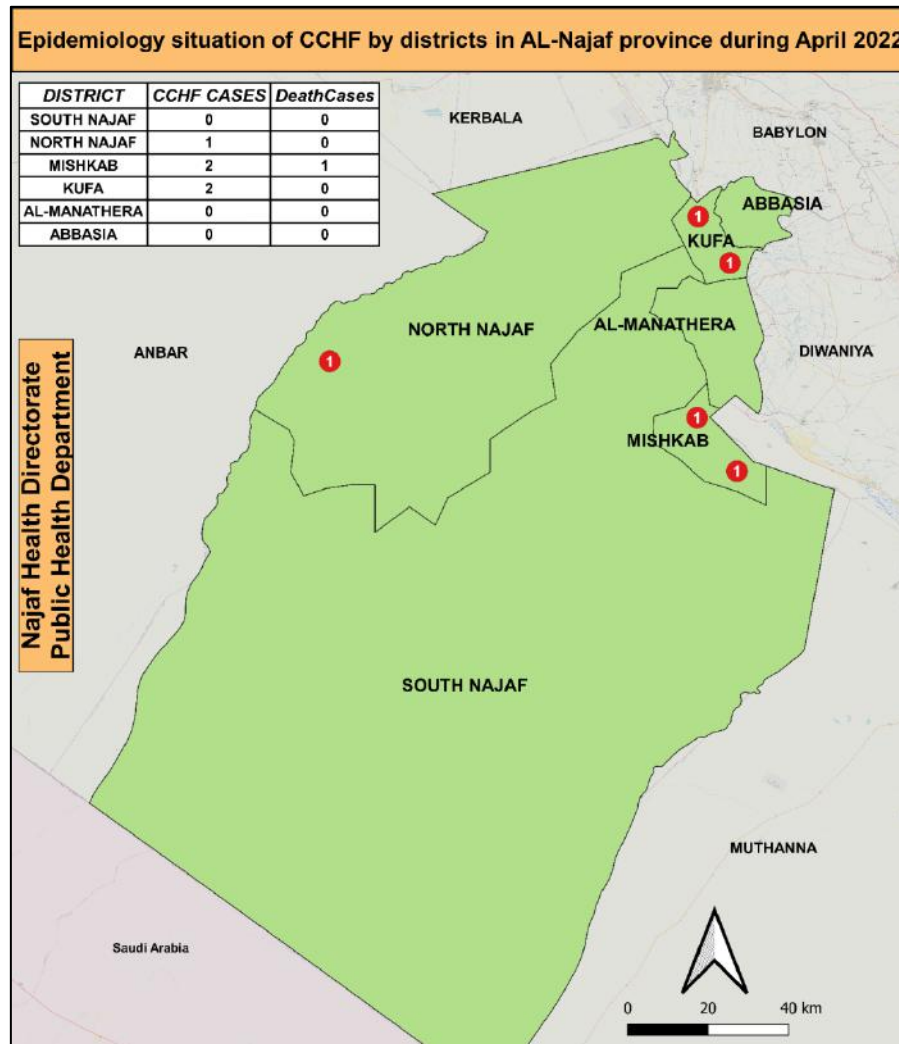 Epidemiology situation of CCHF by districts in AL-Najaf province during April 2022
DISTRICT CCHF CASES DeathCases
SOUTH NAJAF 0 0
NORTH NAJAF 1 0
MISHKAB 2 1
KUFA 2 0
AL-MANATHERA 0 0
ABBASIA 0 0
KERBALA
BABYLON
ABBASIA
1
KUFA
1
NORTH NAJAF
AL-MANATHERA
ANBAR
DIWANIYA
1
1
MISHKAB
1
Najaf Health Directorate
Public Health Department
SOUTH NAJAF
MUTHANNA
Saudi Arabia
0 20 40 km